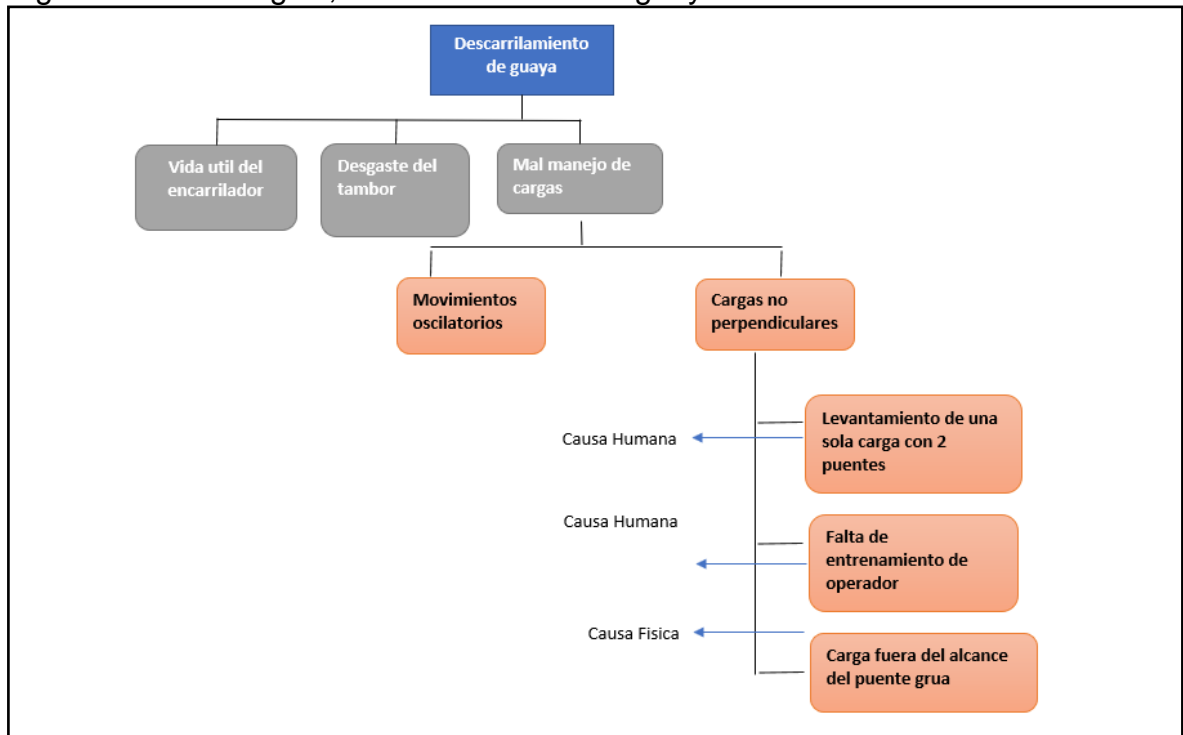 Descarrilamiento
de guaya
Vida util del
encarrilador
Desgaste del
tambor
Mal manejo de
cargas
Movimientos
oscilatorios
Cargas no
perpendiculares
Levantamiento de una
sola carga con 2
puentes
Causa Humana
Causa Humana
Falta de
entrenamiento de
operador
Causa Fisica
Carga fuera del alcance
del puente grua